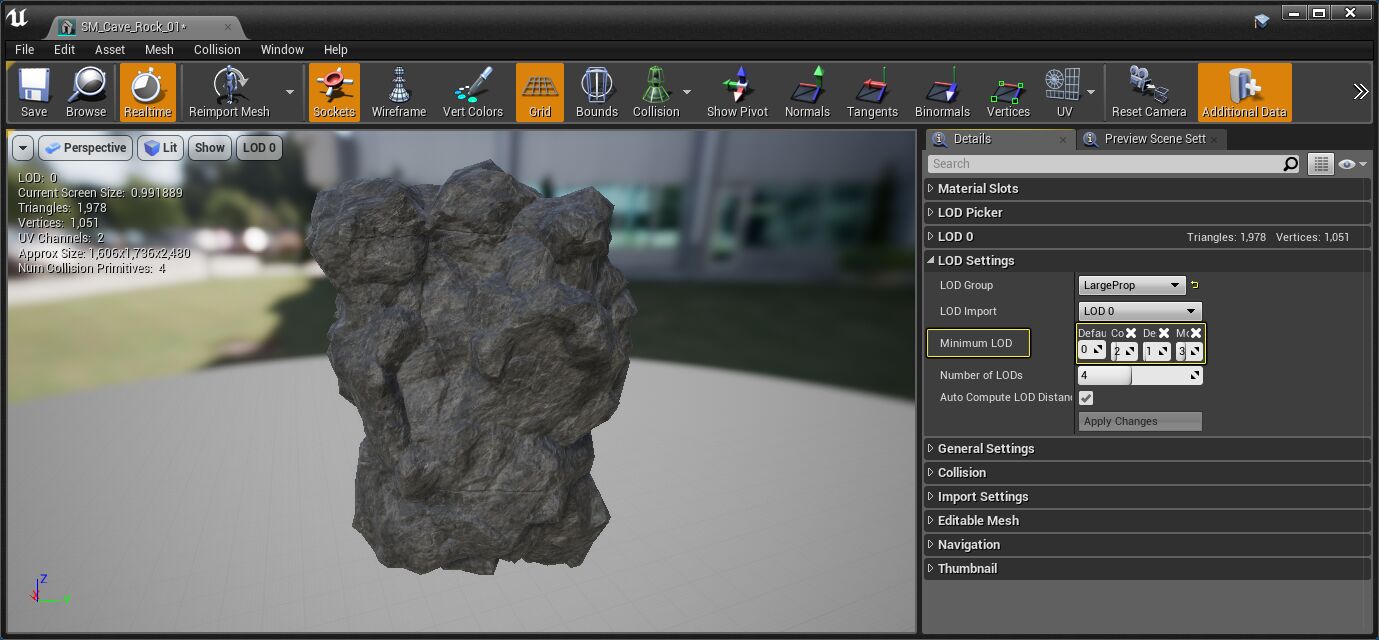 SM_Cave_Rock_01*
File Edit Asset Mesh Collision Window Help
Save Browse Realtime Reimport Mesh Sockets Wireframe Vert Colors Grid Bounds Collision Show Pivot Normals Tangents Binormals Vertices UV Reset Camera Additional Data
Perspective Lit Show LOD 0
LOD: 0
Current Screen Size: 0.991889
Triangles: 1,978
Vertices: 1,051
UV Channels: 2
Approx Size: 1,606x1,736x2,480
Num Collision Primitives: 4
Z
Details Preview Scene Sett
Search
Material Slots
LOD Picker
LOD 0 Triangles: 1,978 Vertices: 1,051
LOD Settings
LOD Group LargeProp
LOD Import LOD 0
Defau Co De Mo
Minimum LOD 0 2 1 3
Number of LODs 4
Auto Compute LOD Distanc
Apply Changes
General Settings
Collision
Import Settings
Editable Mesh
Navigation
Thumbnail